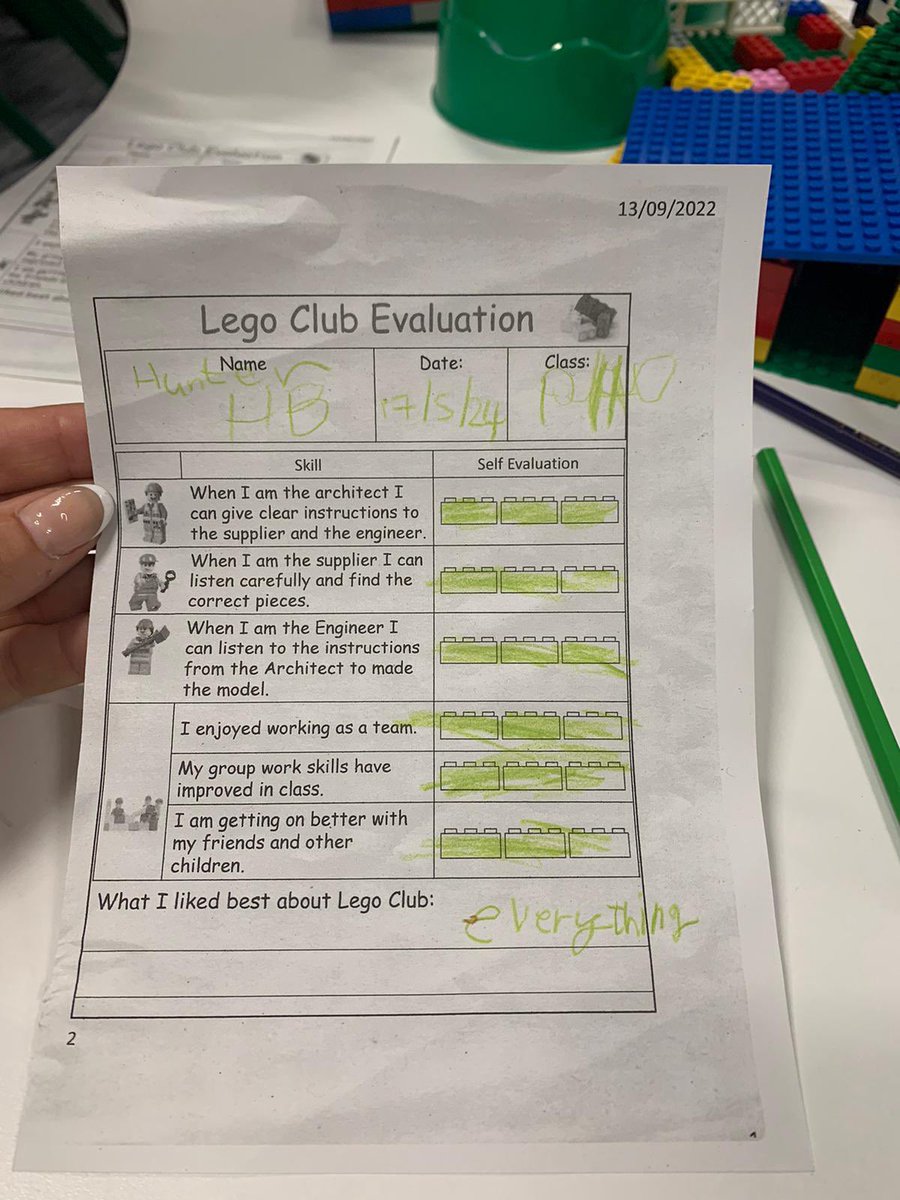 Lego Club Evaluation
13/09/2022
Lego Club Evaluation
Name
Date:
Class:
Hunter
HB
17/5/24
Skill
Self Evaluation
When I am the architect I
can give clear instructions to
the supplier and the engineer.
When I am the supplier I can
listen carefully and find the
correct pieces.
When I am the Engineer I
can listen to the instructions
from the Architect to made
the model.
I enjoyed working as a team.
My group work skills have
improved in class.
I am getting on better with
my friends and other
children.
What I liked best about Lego Club:
everything
2